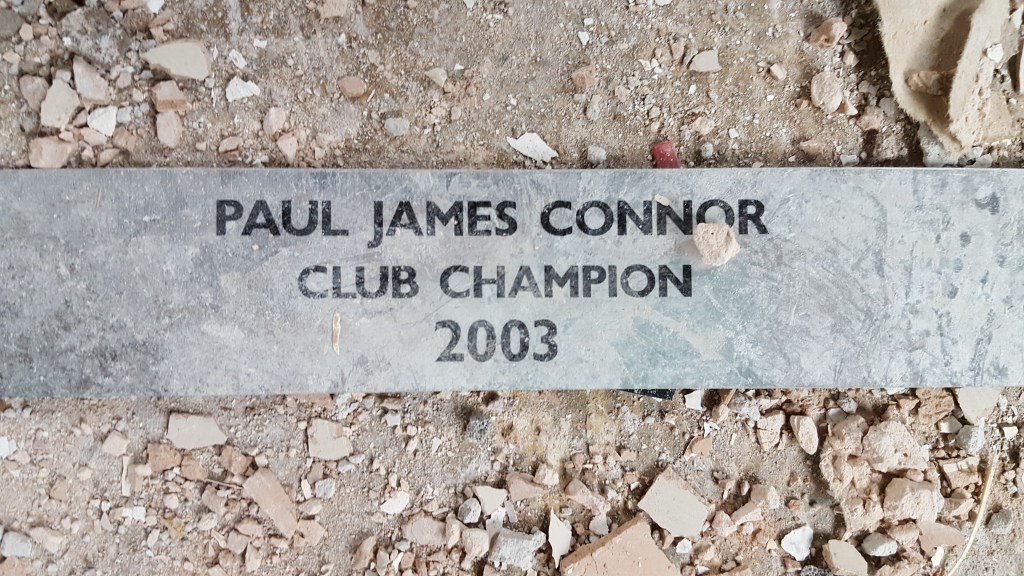 PAUL JAMES CONNOR
CLUB CHAMPION
2003